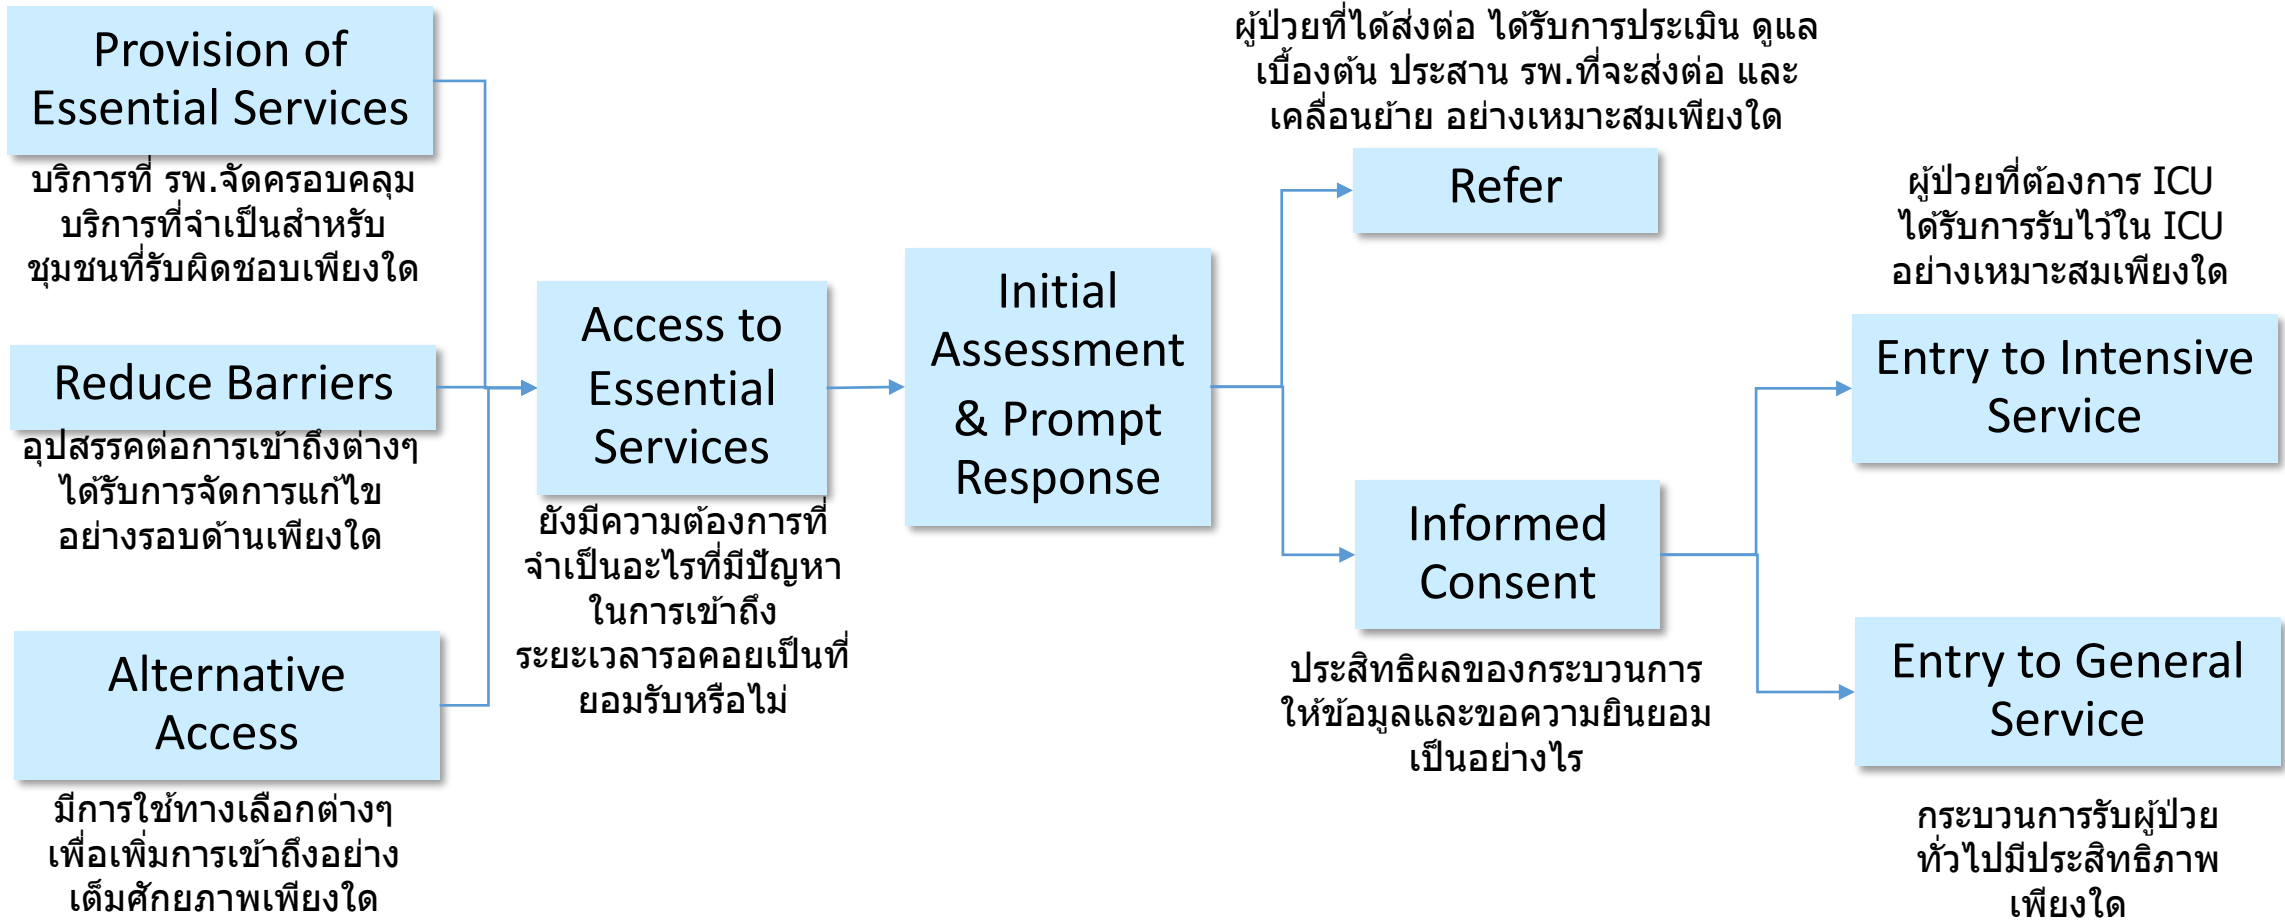 Provision of
Essential Services
บริการที่ รพ.จัดครอบคลุม
บริการที่จำเป็นสำหรับ
ชุมชนที่รับผิดชอบเพียงใด
Reduce Barriers
อุปสรรคต่อการเข้าถึงต่างๆ
ได้รับการจัดการแก้ไข
อย่างรอบด้านเพียงใด
Alternative
Access
มีการใช้ทางเลือกต่างๆ
เพื่อเพิ่มการเข้าถึงอย่าง
เต็มศักยภาพเพียงใด
Access to
Essential
Services
ยังมีความต้องการที่
จำเป็นอะไรที่มีปัญหา
ในการเข้าถึง
ระยะเวลารอคอยเป็นที่
ยอมรับหรือไม่
Initial
Assessment
& Prompt
Response
ผู้ป่วยที่ได้ส่งต่อ ได้รับการประเมิน ดูแล
เบื้องต้น ประสาน รพ.ที่จะส่งต่อ และ
เคลื่อนย้าย อย่างเหมาะสมเพียงใด
Refer
Informed
Consent
ประสิทธิผลของกระบวนการ
ให้ข้อมูลและขอความยินยอม
เป็นอย่างไร
ผู้ป่วยที่ต้องการ ICU
ได้รับการรับไว้ใน ICU
อย่างเหมาะสมเพียงใด
Entry to Intensive
Service
Entry to General
Service
กระบวนการรับผู้ป่วย
ทั่วไปมีประสิทธิภาพ
เพียงใด